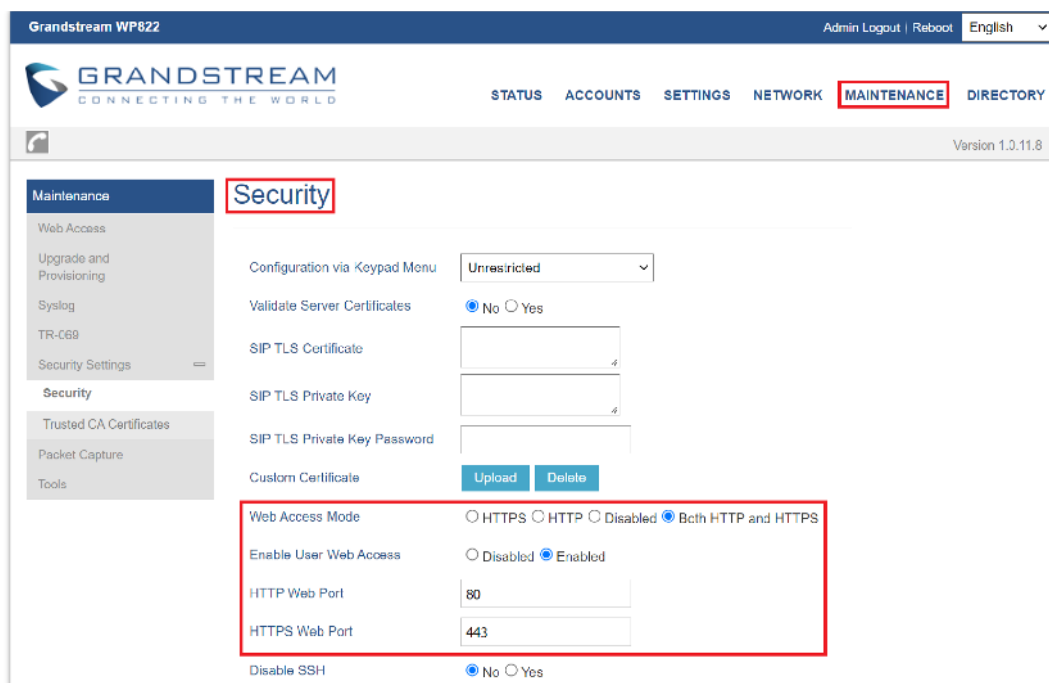 Grandstream WP822
Admin Logout | Reboot
English
GRANDSTREAM
CONNECTING THE WORLD
STATUS ACCOUNTS SETTINGS NETWORK MAINTENANCE DIRECTORY
Version 1.0.11.8
Maintenance
Web Access
Upgrade and
Provisioning
Syslog
TR-069
Security Settings
Security
Trusted CA Certificates
Packet Capture
Tools
Security
Configuration via Keypad Menu Unrestricted
Validate Server Certificates No Yes
SIP TLS Certificate
SIP TLS Private Key
SIP TLS Private Key Password
Custom Certificate Upload Delete
Web Access Mode HTTPS HTTP Disabled Both HTTP and HTTPS
Enable User Web Access Disabled Enabled
HTTP Web Port 80
HTTPS Web Port 443
Disable SSH No Yes